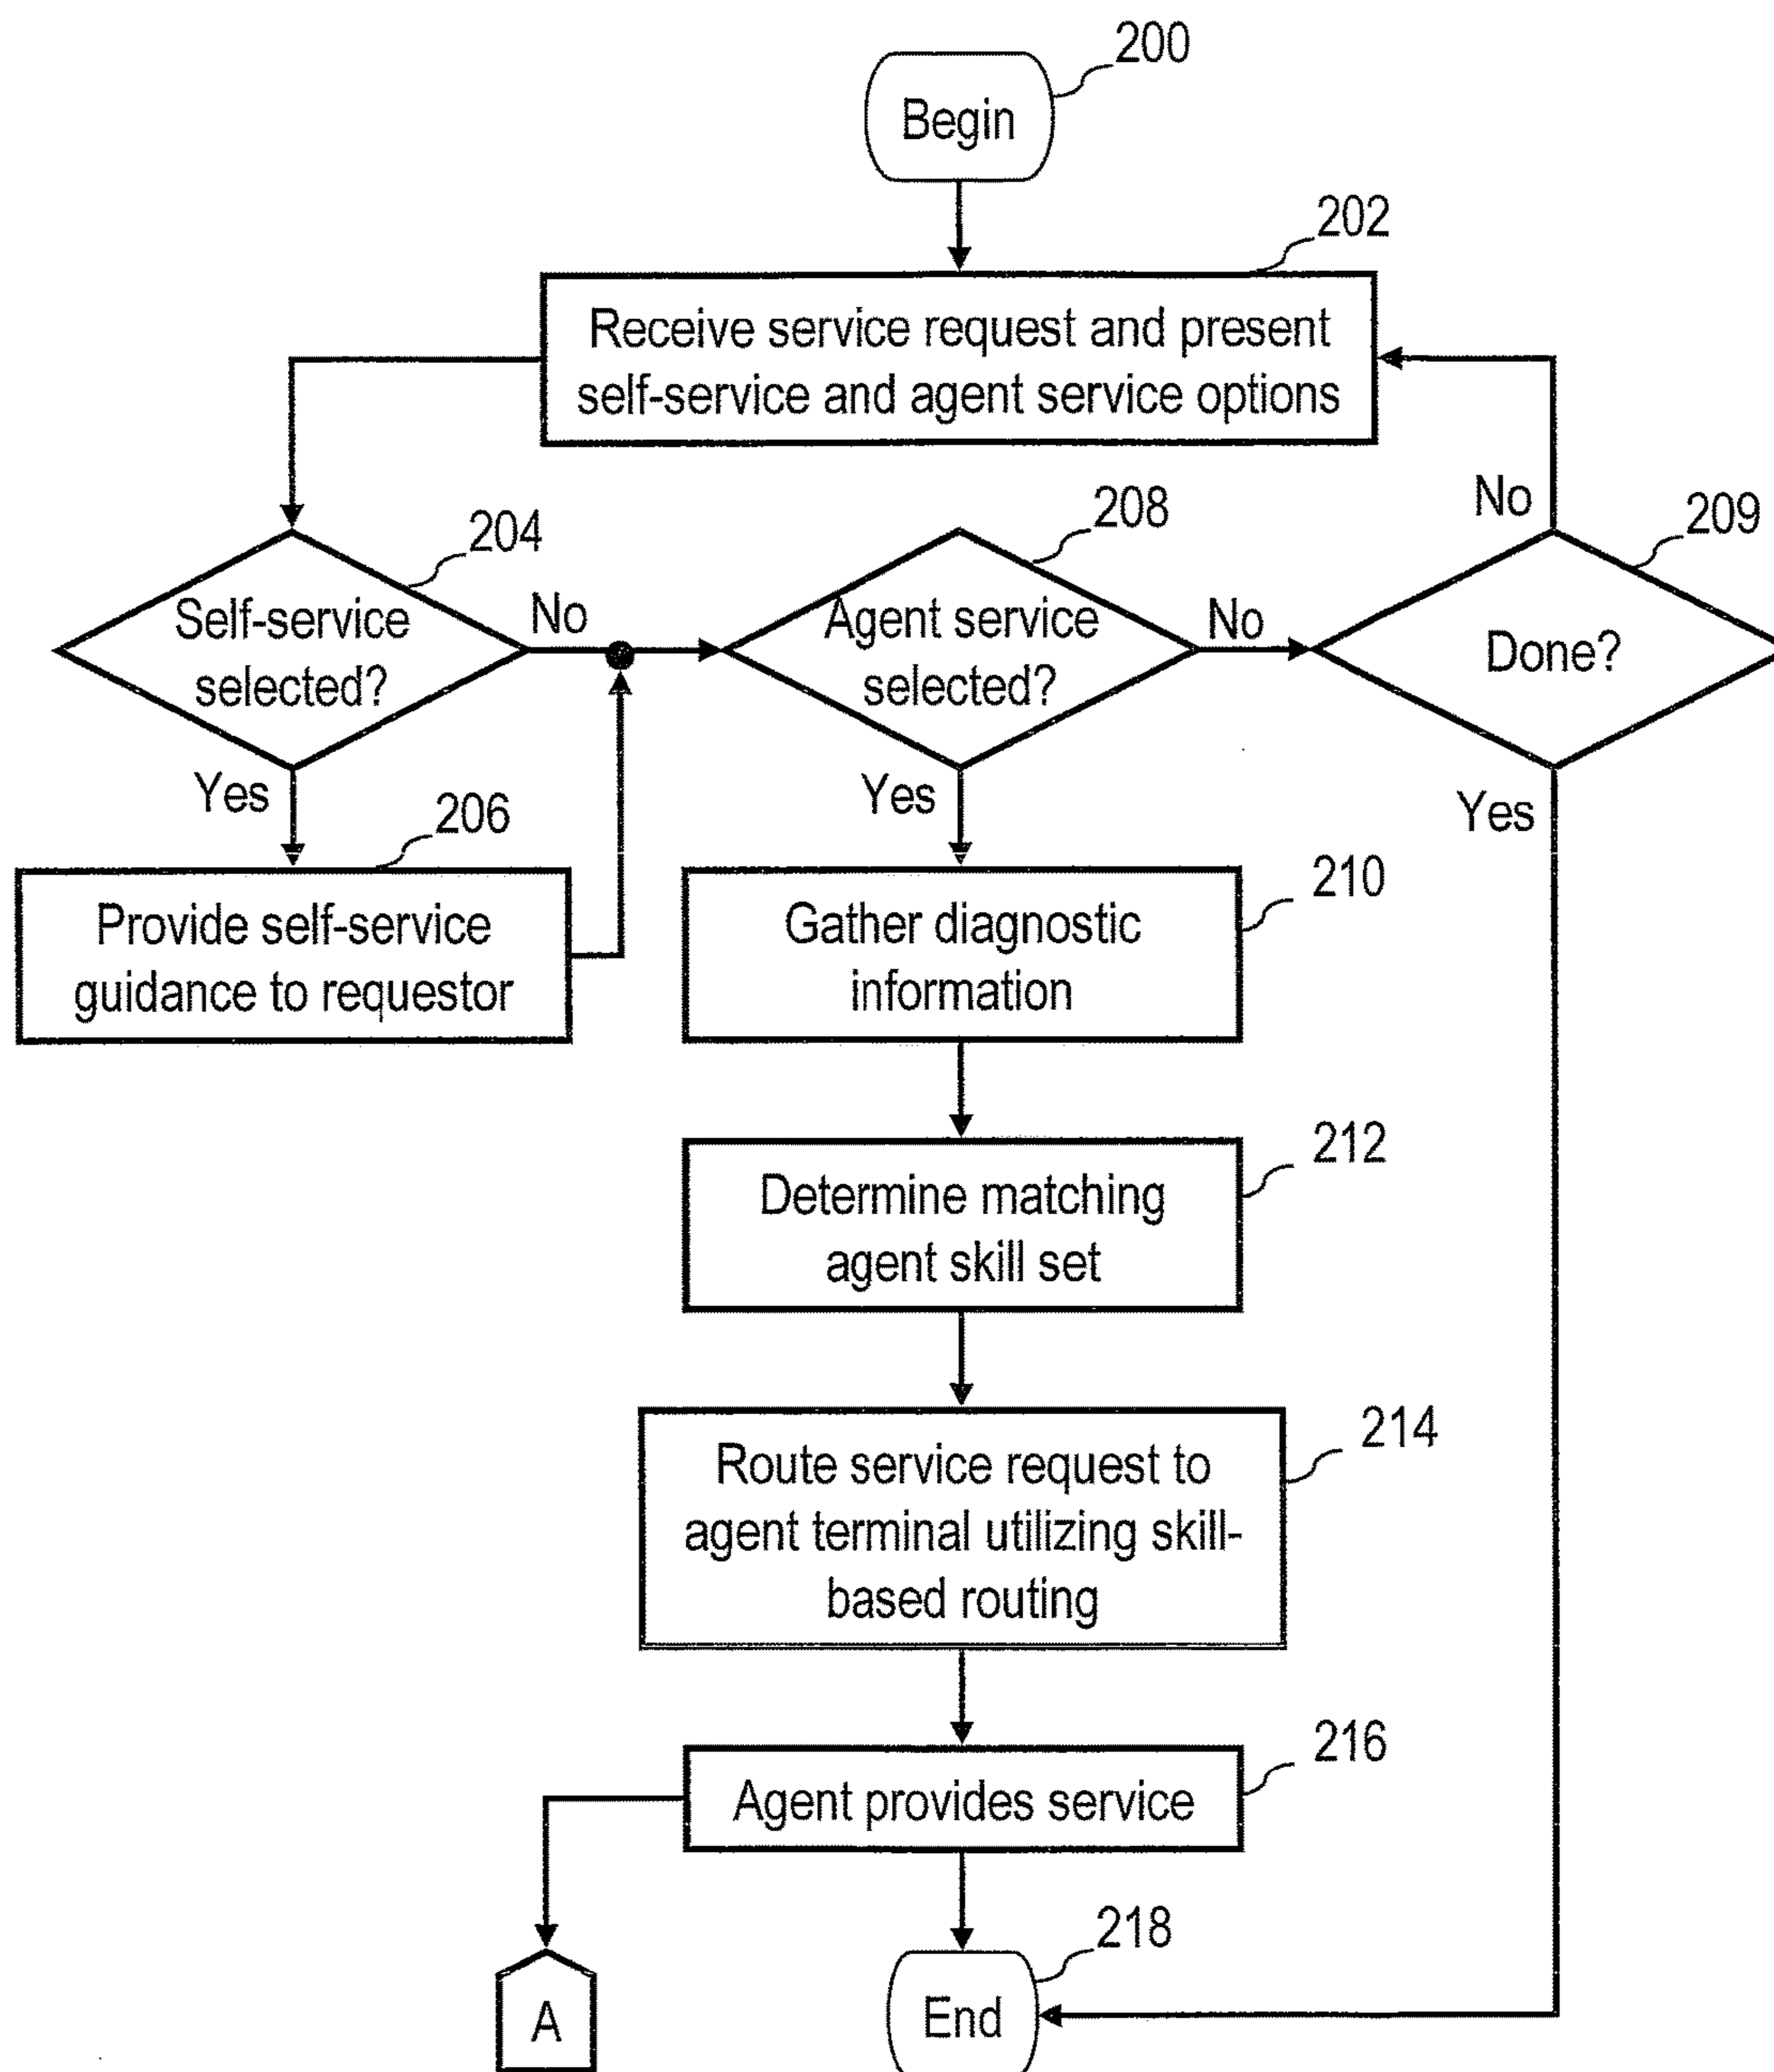 200
Begin
202
Receive service request and present
self-service and agent service options
204
Self-service
selected?
No
208
Agent service
selected?
No
209
Done?
No
Yes
206
Provide self-service
guidance to requestor
Yes
210
Gather diagnostic
information
Yes
212
Determine matching
agent skill set
214
Route service request to
agent terminal utilizing skill-
based routing
216
Agent provides service
218
A
End